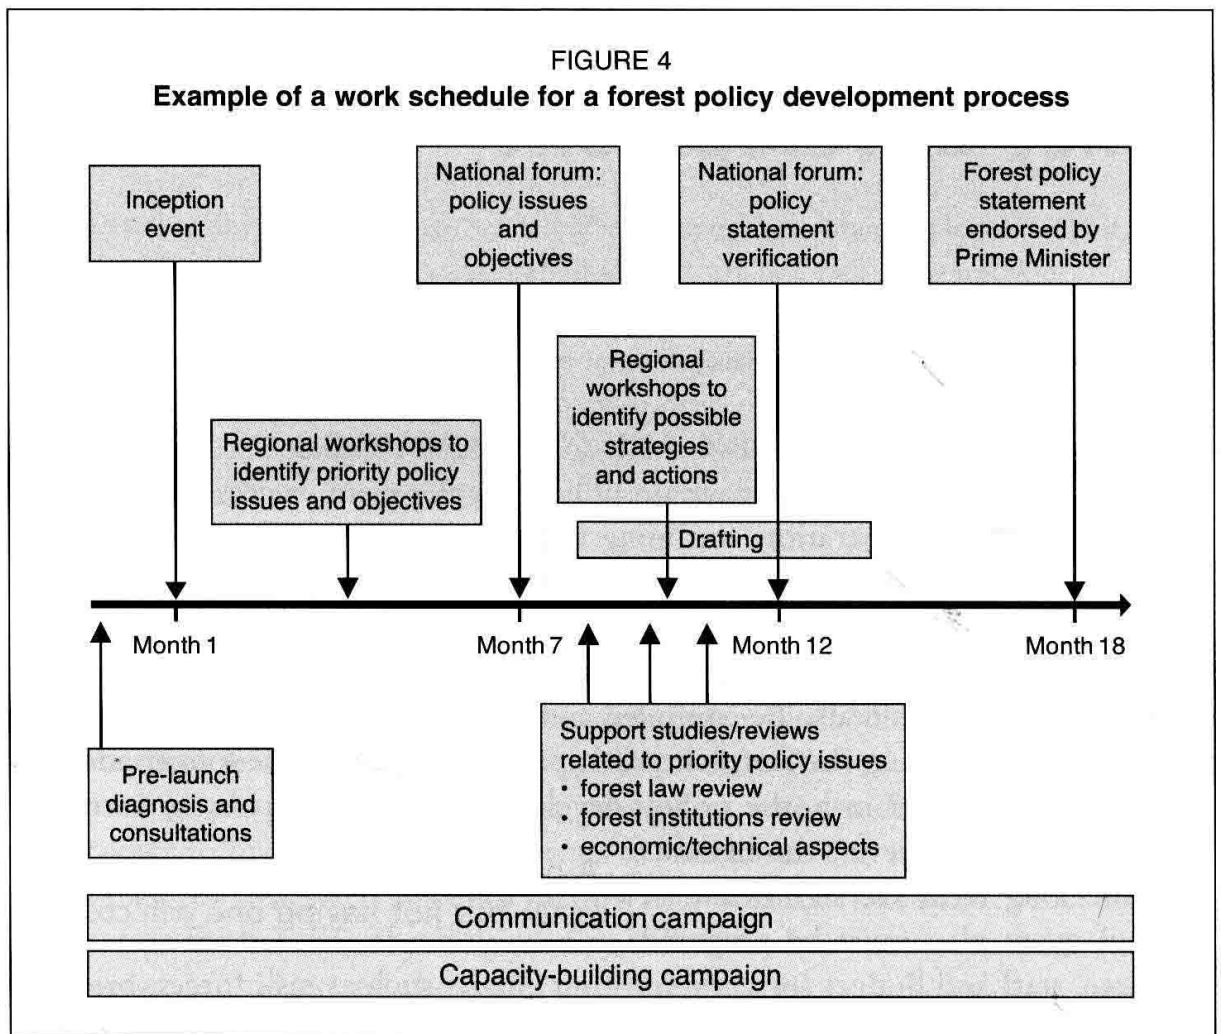 FIGURE 4
Example of a work schedule for a forest policy development process
Inception
event
National forum:
policy issues
and
objectives
National forum:
policy
statement
verification
Forest policy
statement
endorsed by
Prime Minister
Regional workshops to
identify priority policy
issues and objectives
Regional
workshops to
identify possible
strategies
and actions
Drafting
Month 1
Month 7
Month 12
Month 18
Pre-launch
diagnosis and
consultations
Support studies/reviews
related to priority policy issues
• forest law review
• forest institutions review
• economic/technical aspects
Communication campaign
Capacity-building campaign